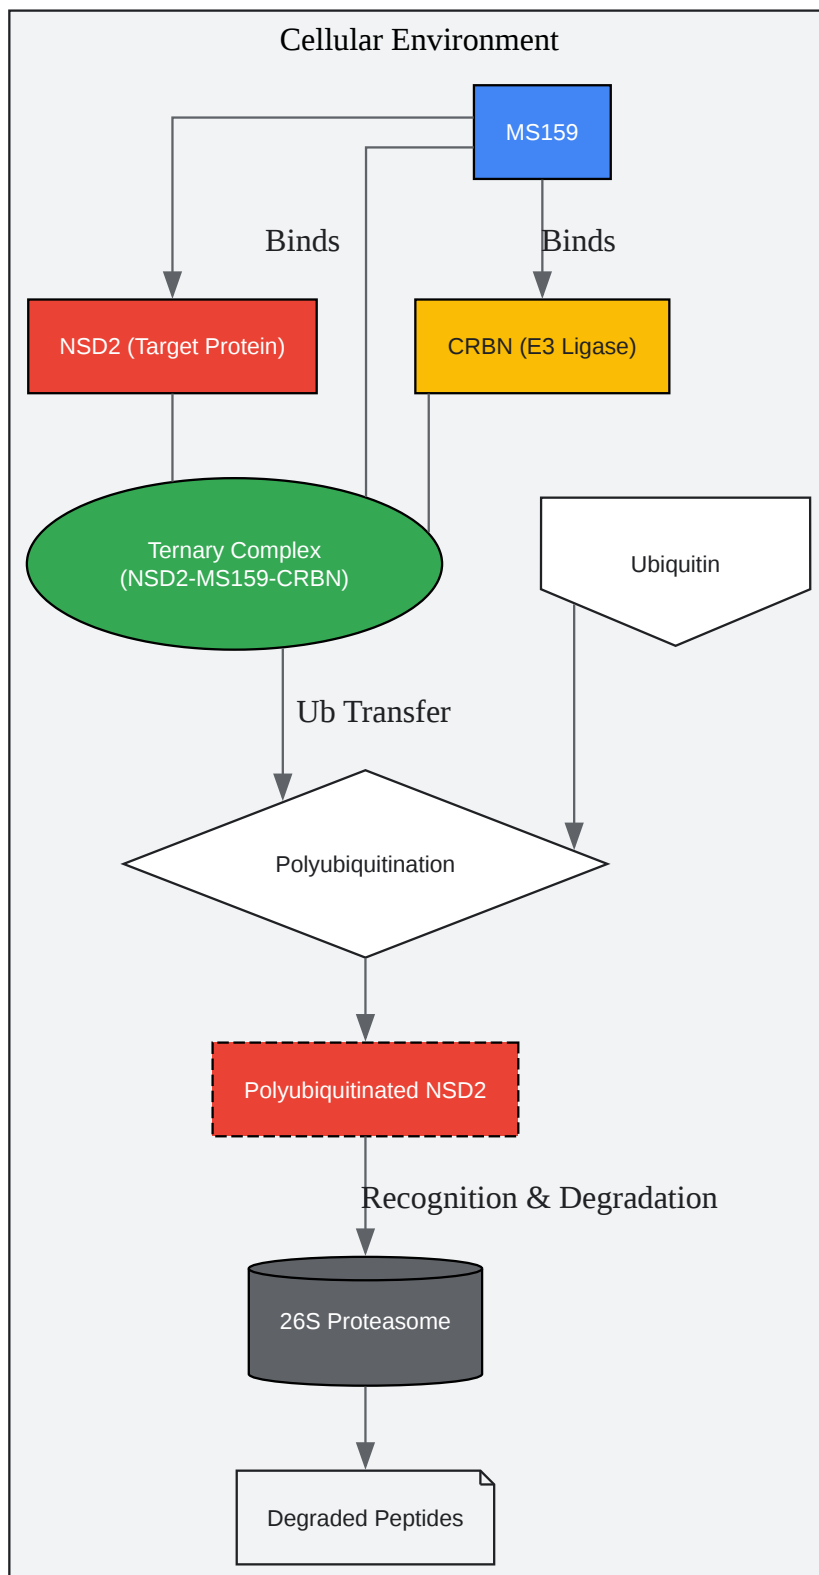 Cellular Environment
MS159
Binds
Binds
NSD2 (Target Protein)
CRBN (E3 Ligase)
Ternary Complex
(NSD2-MS159-CRBN)
Ubiquitin
Ub Transfer
Polyubiquitination
Polyubiquitinated NSD2
Recognition & Degradation
26S Proteasome
Degraded Peptides